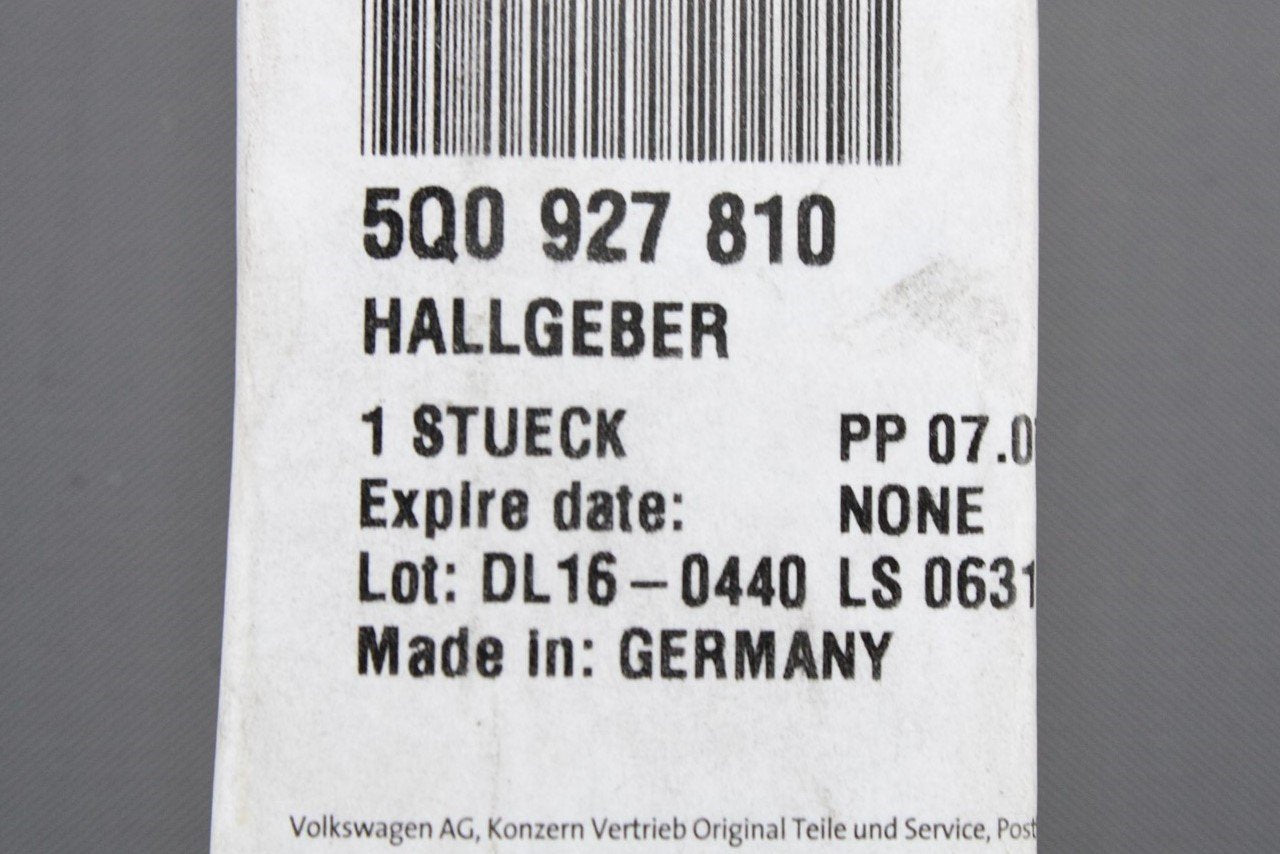 5Q0 927 810
HALLGEBER
1 STUECK PP 07.0
Expire date: NONE
Lot: DL16-0440 LS 0631
Made in: GERMANY
Volkswagen AG, Konzern Vertrieb Original Teile und Service, Post